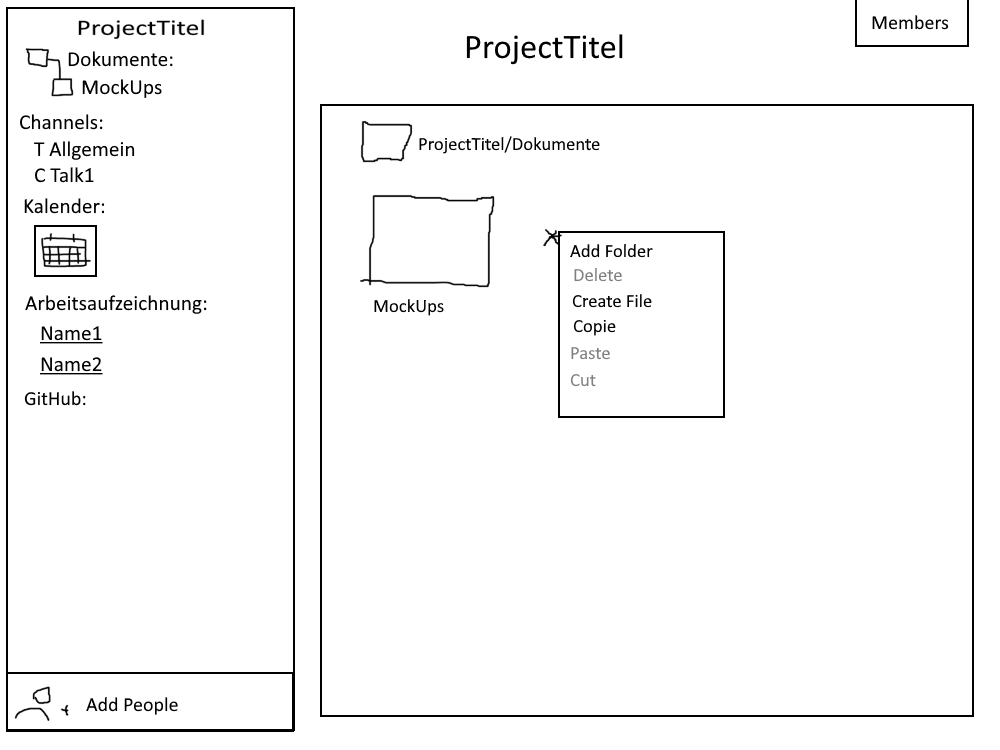 ProjectTitel
Dokumente:
MockUps
Channels:
T Allgemein
C Talk1
Kalender:
Arbeitsaufzeichnung:
Name1
Name2
GitHub:
Add People
ProjectTitel
Members
ProjectTitel/Dokumente
MockUps
Add Folder
Delete
Create File
Copie
Paste
Cut